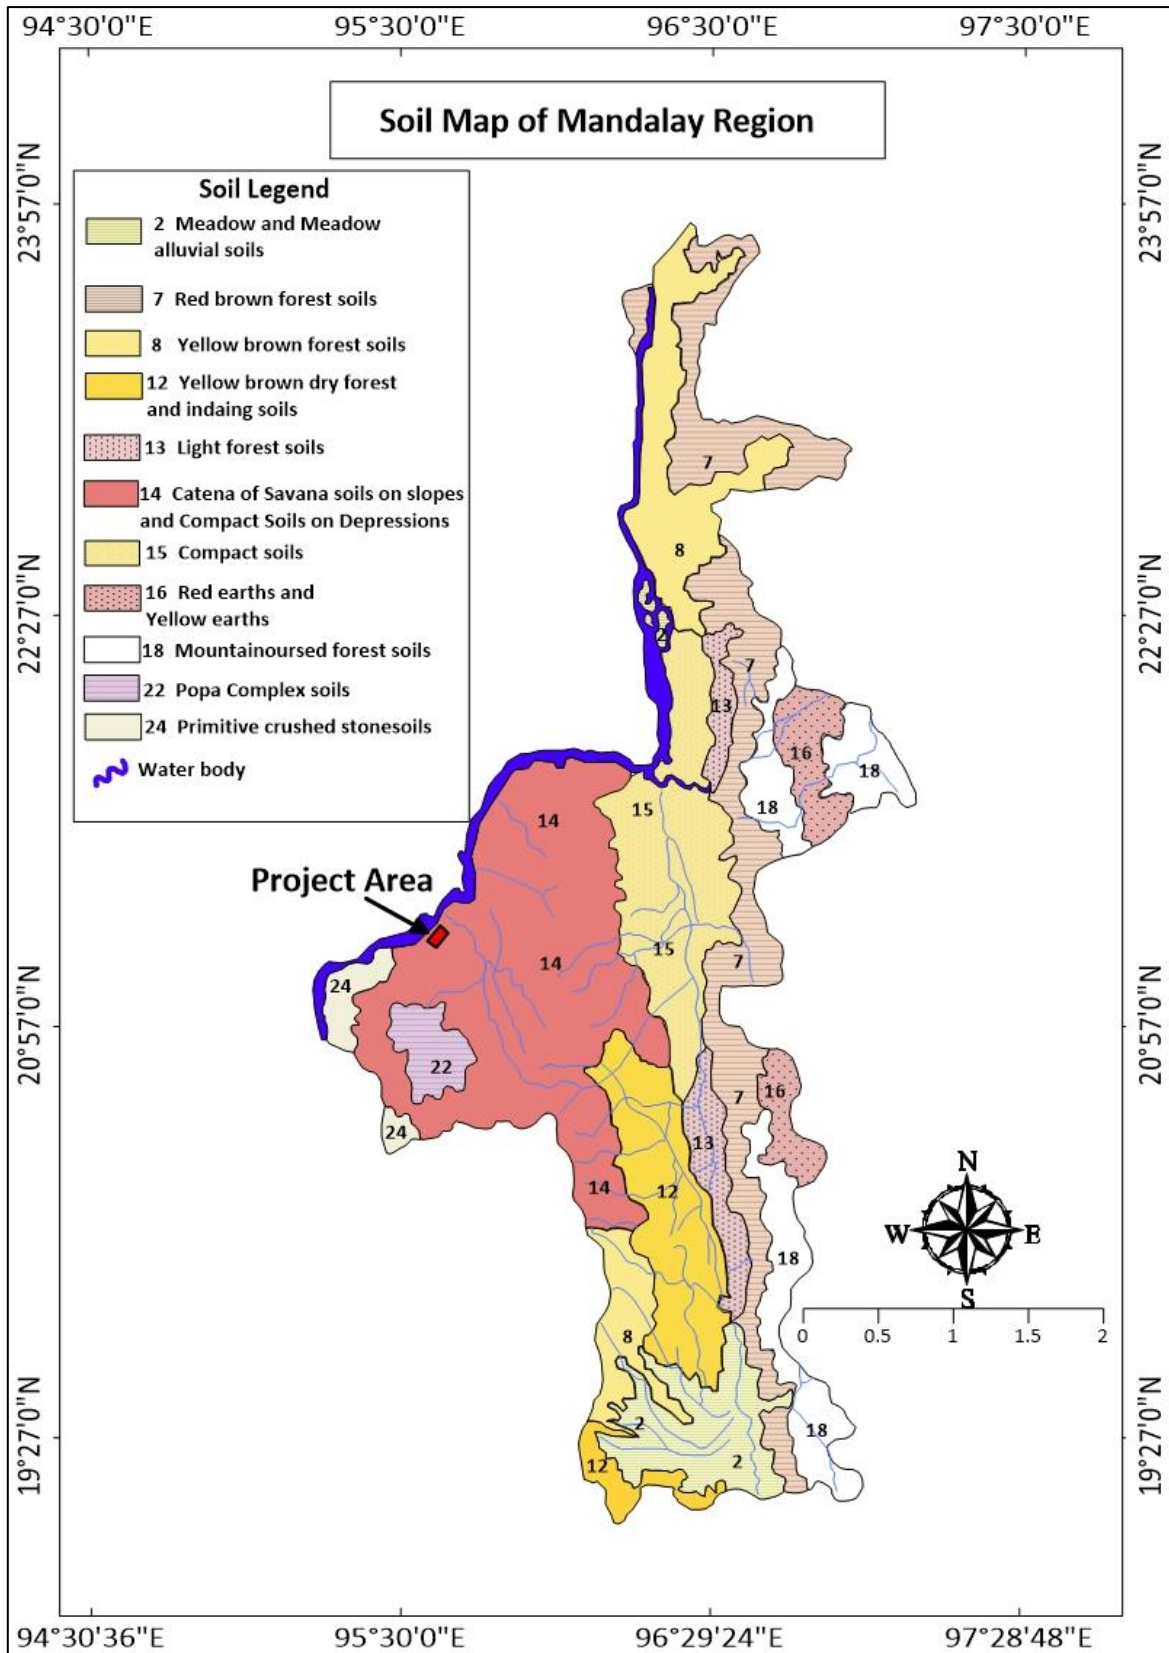 94°30'0"E 95°30'0"E 96°30'0"E 97°30'0"E
Soil Map of Mandalay Region
23°57'0"N
23°57'0"N
Soil Legend
2 Meadow and Meadow
alluvial soils
7 Red brown forest soils
8 Yellow brown forest soils
12 Yellow brown dry forest
and indaing soils
13 Light forest soils
14 Catena of Savana soils on slopes
and Compact Soils on Depressions
15 Compact soils
16 Red earths and
Yellow earths
18 Mountainoursed forest soils
22 Popa Complex soils
24 Primitive crushed stonesoils
Water body
7
8
22°27'0"N
22°27'0"N
2
7
13
16
18
18
15
14
Project Area
15
7
14
24
20°57'0"N
20°57'0"N
22
16
7
24
13
14
12
N
W E
S
18
0 0.5 1 1.5 2
8
19°27'0"N
19°27'0"N
2
18
2
12
94°30'36"E 95°30'0"E 96°29'24"E 97°28'48"E